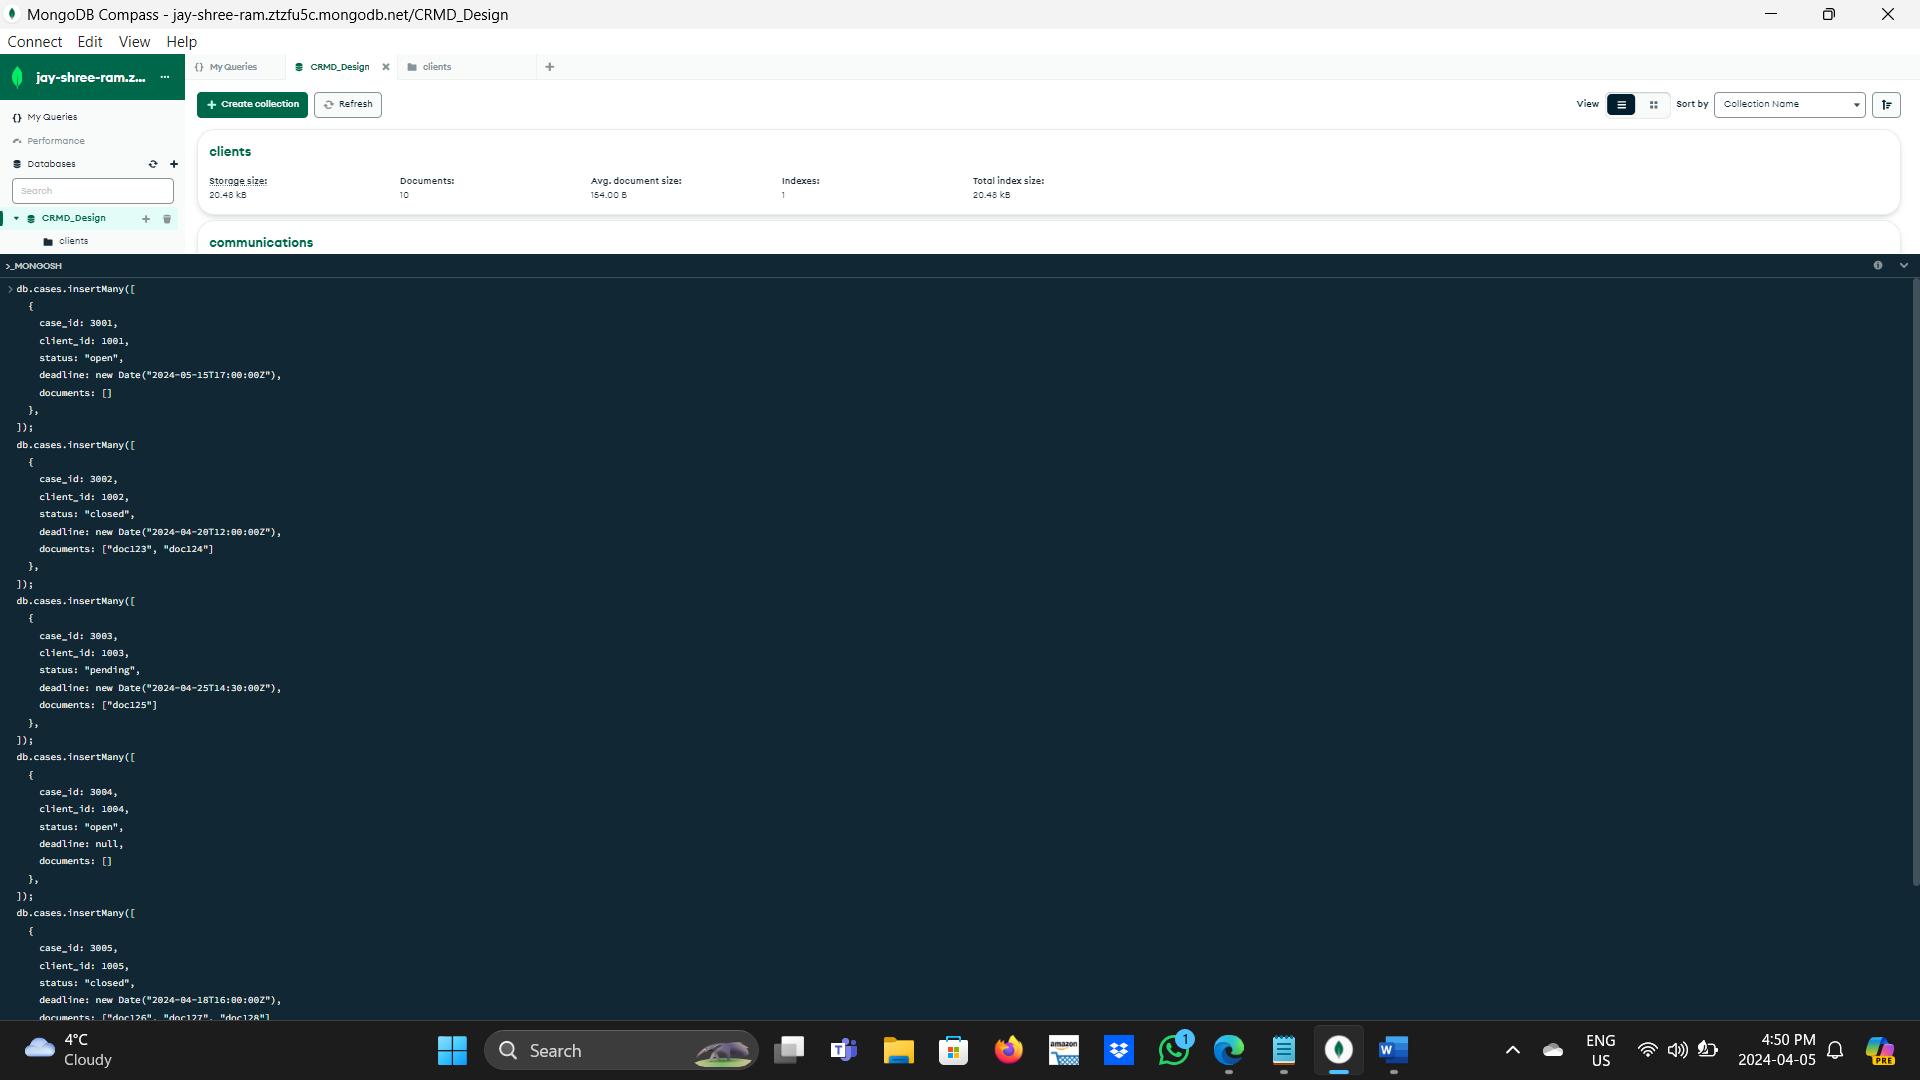 MongoDB Compass - jay-shree-ram.ztzfu5c.mongodb.net/CRMD_Design
Connect Edit View Help
jay-shree-ram.z... ...
{} My Queries
CRMD_Design
clients
My Queries
Performance
Databases
Search
CRMD_Design
clients
Create collection
Refresh
View
Sort by
Collection Name
clients
Storage size: Documents: Avg. document size: Indexes: Total index size:
20.48 kB 10 154.00 B 1 20.48 kB
communications
>_MONGOSH
> db.cases.insertMany([
{
case_id: 3001,
client_id: 1001,
status: "open",
deadline: new Date("2024-05-15T17:00:00Z"),
documents: []
},
]);
db.cases.insertMany([
{
case_id: 3002,
client_id: 1002,
status: "closed",
deadline: new Date("2024-04-20T12:00:00Z"),
documents: ["doc123", "doc124"]
},
]);
db.cases.insertMany([
{
case_id: 3003,
client_id: 1003,
status: "pending",
deadline: new Date("2024-04-25T14:30:00Z"),
documents: ["doc125"]
},
]);
db.cases.insertMany([
{
case_id: 3004,
client_id: 1004,
status: "open",
deadline: null,
documents: []
},
]);
db.cases.insertMany([
{
case_id: 3005,
client_id: 1005,
status: "closed",
deadline: new Date("2024-04-18T16:00:00Z"),
documents: ["doc126", "doc127", "doc128"]
4°C
Cloudy
Search
amazon
1
ENG
US
4:50 PM
2024-04-05
PRE